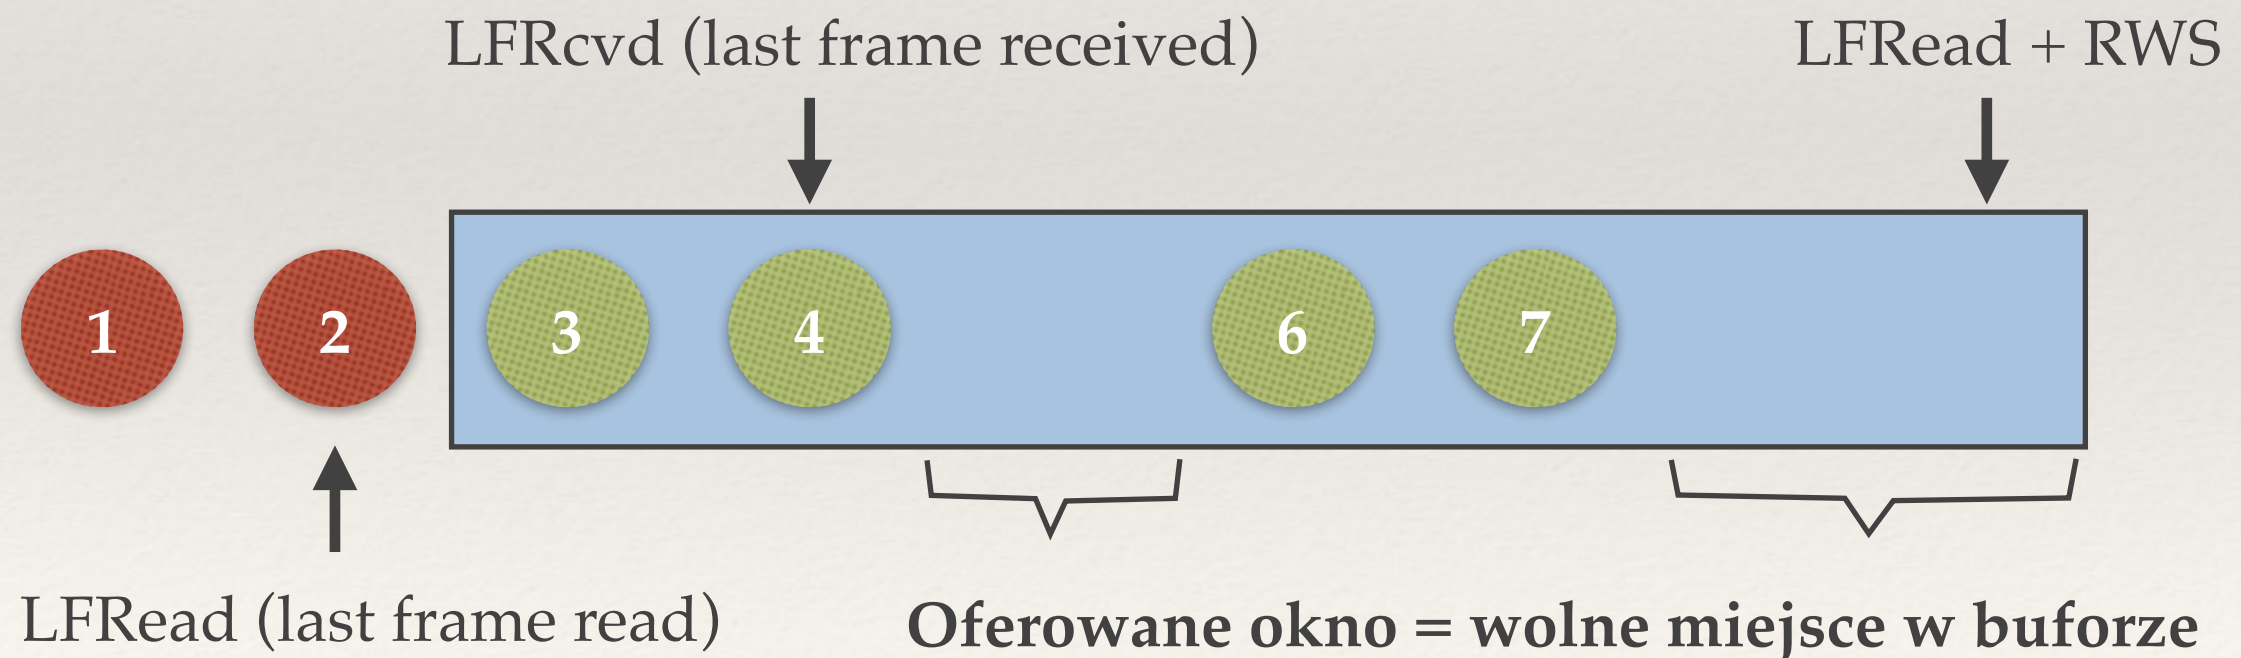 LFRcvd (last frame received)
LFRead + RWS
1 2 3 4 6 7
LFRead (last frame read)
Oferowane okno = wolne miejsce w buforze